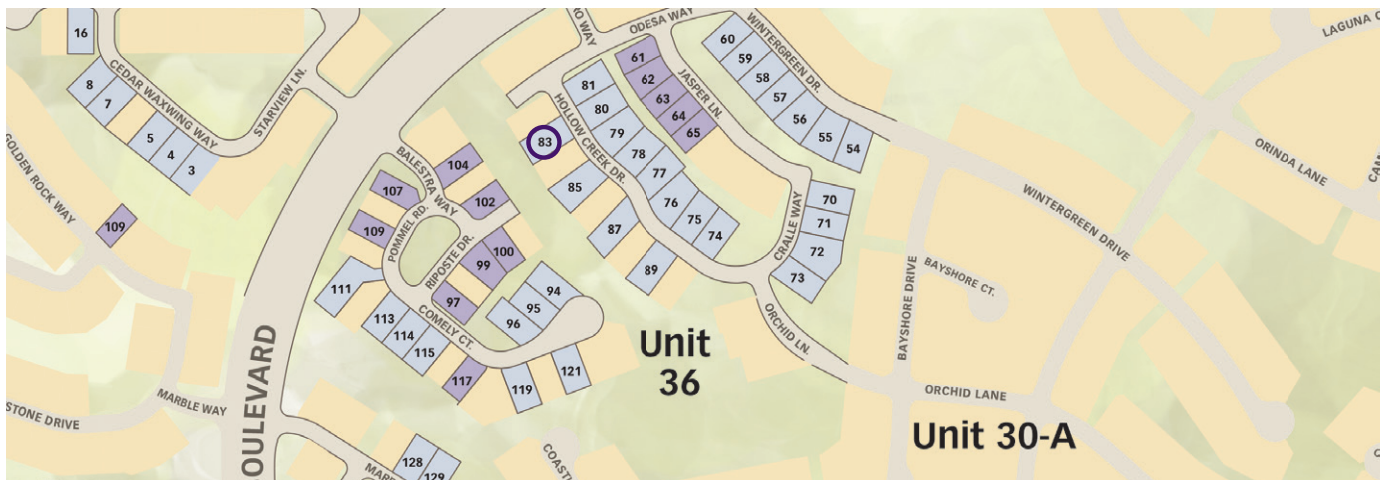 16
8
7
5
4
3
CEDAR WAXWING WAY
STARVIEW LN.
GOLDEN ROCK WAY
109
STONE DRIVE
MARBLE WAY
OULEVARD
ODESA WAY
WINTERGREEN DR.
60
59
58
57
56
55
54
61
62
63
64
65
JASPER LN.
81
80
79
78
77
76
75
74
HOLLOW CREEK DR.
83
85
87
89
70
71
72
73
CRALLE WAY
ORCHID LN.
BALESTRA WAY
104
102
107
109
POMMEL RD.
RIPOSTE DR.
100
99
97
111
113
114
115
117
119
121
COMELY CT.
94
95
96
128
129
Unit
36
Unit 30-A
WINTERGREEN DRIVE
BAYSHORE DRIVE
BAYSHORE CT.
ORCHID LANE
ORINDA LANE
LAGUNA